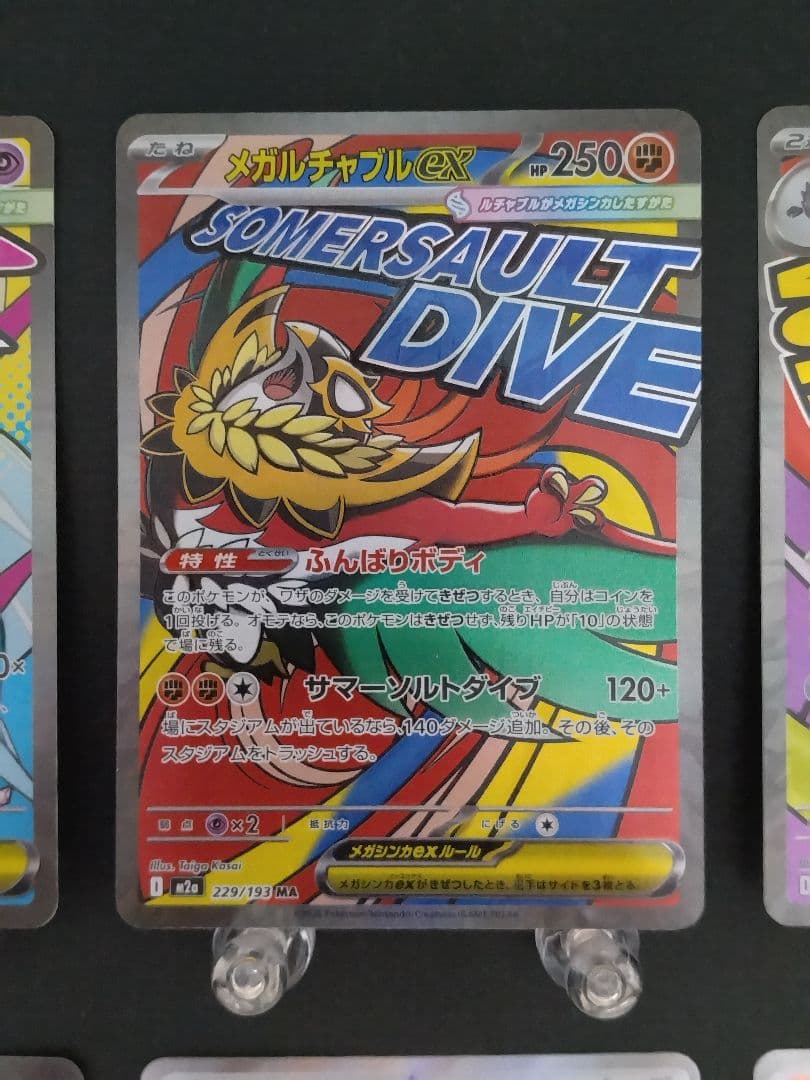 たね
メガルチャブルex
HP 250
ルチャブルがメガシンカしたすがた
SOMERSAULT
DIVE
特性 とくせい ふんばりボディ
このポケモンが、ワザのダメージを受けてきぜつするとき、自分はコインを
1回投げる。オモテなら、このポケモンはきぜつせず、残りHPが「10」の状態
で場に残る。
サマーソルトダイブ 120+
場にスタジアムが出ているなら、140ダメージ追加。その後、その
スタジアムをトラッシュする。
弱点 ×2 抵抗力 にげる
メガシンカexルール
メガシンカexがきぜつしたとき、相手はサイドを3枚とる。
Illus. Taiga Kasai
I M2a 229/193 MA